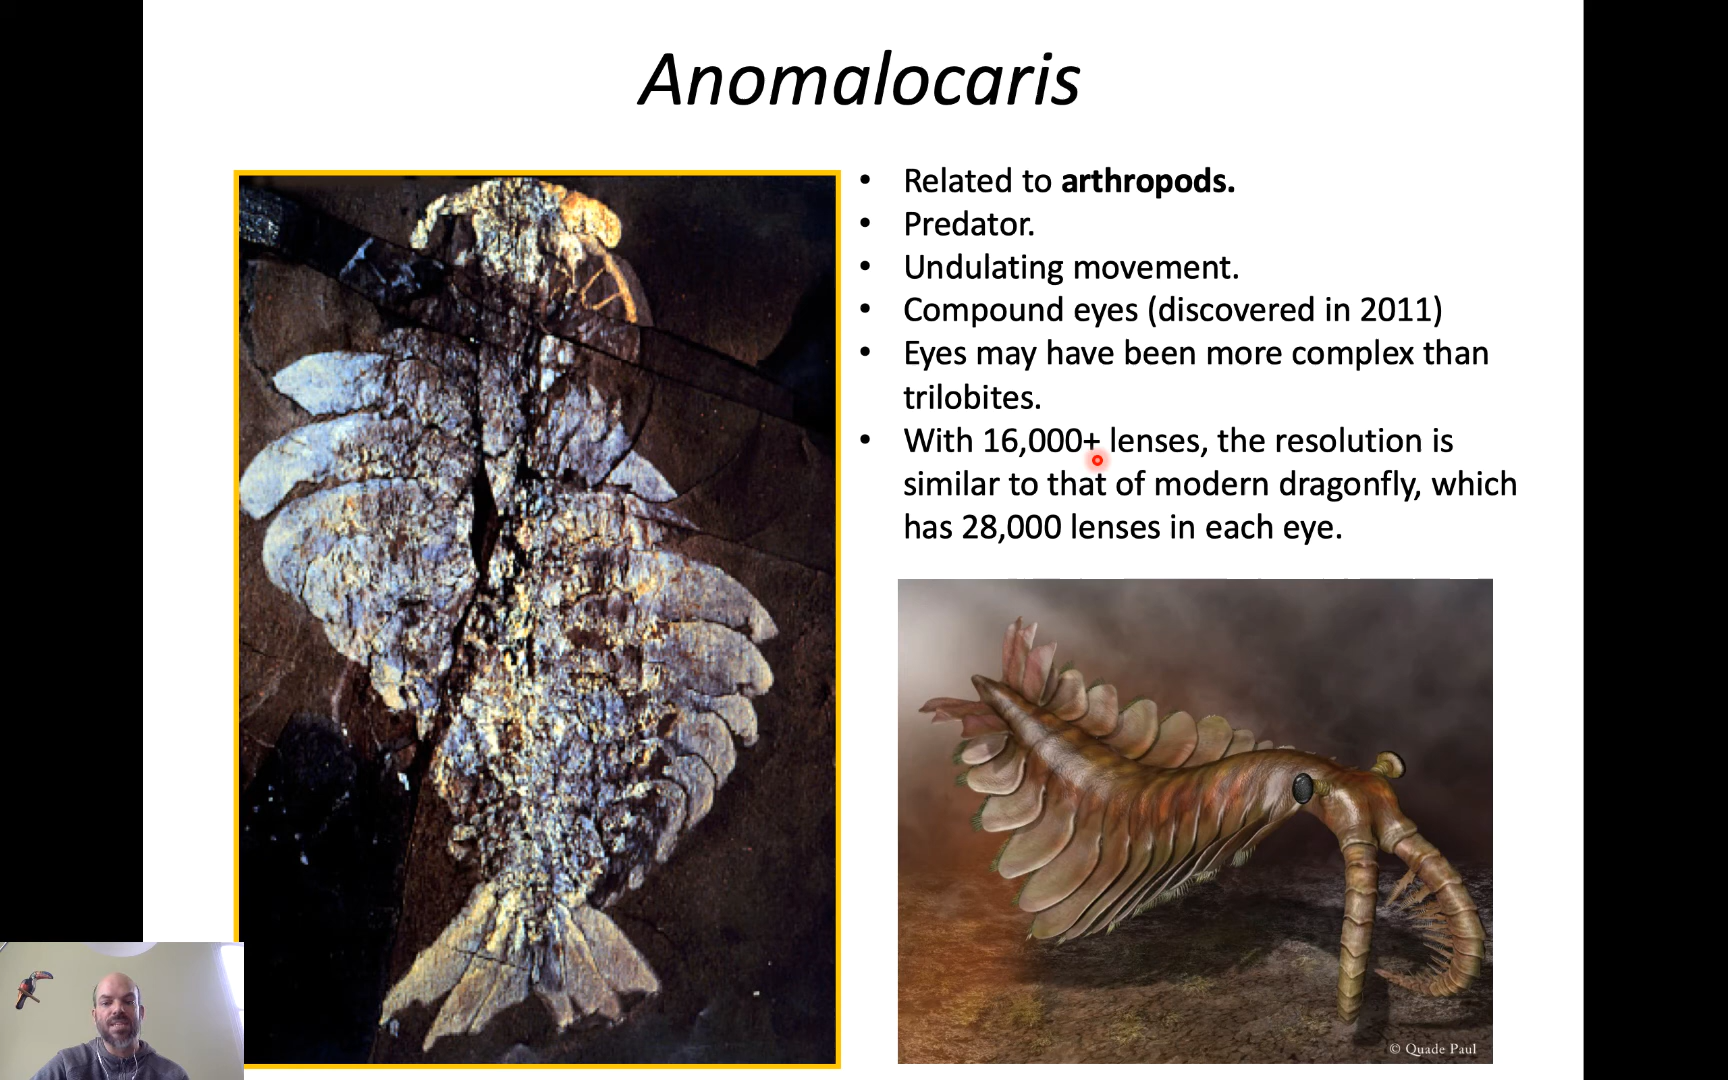 Anomalocaris
• Related to arthropods.
• Predator.
• Undulating movement.
• Compound eyes (discovered in 2011)
• Eyes may have been more complex than
trilobites.
• With 16,000+ lenses, the resolution is
similar to that of modern dragonfly, which
has 28,000 lenses in each eye.
© Quade Paul